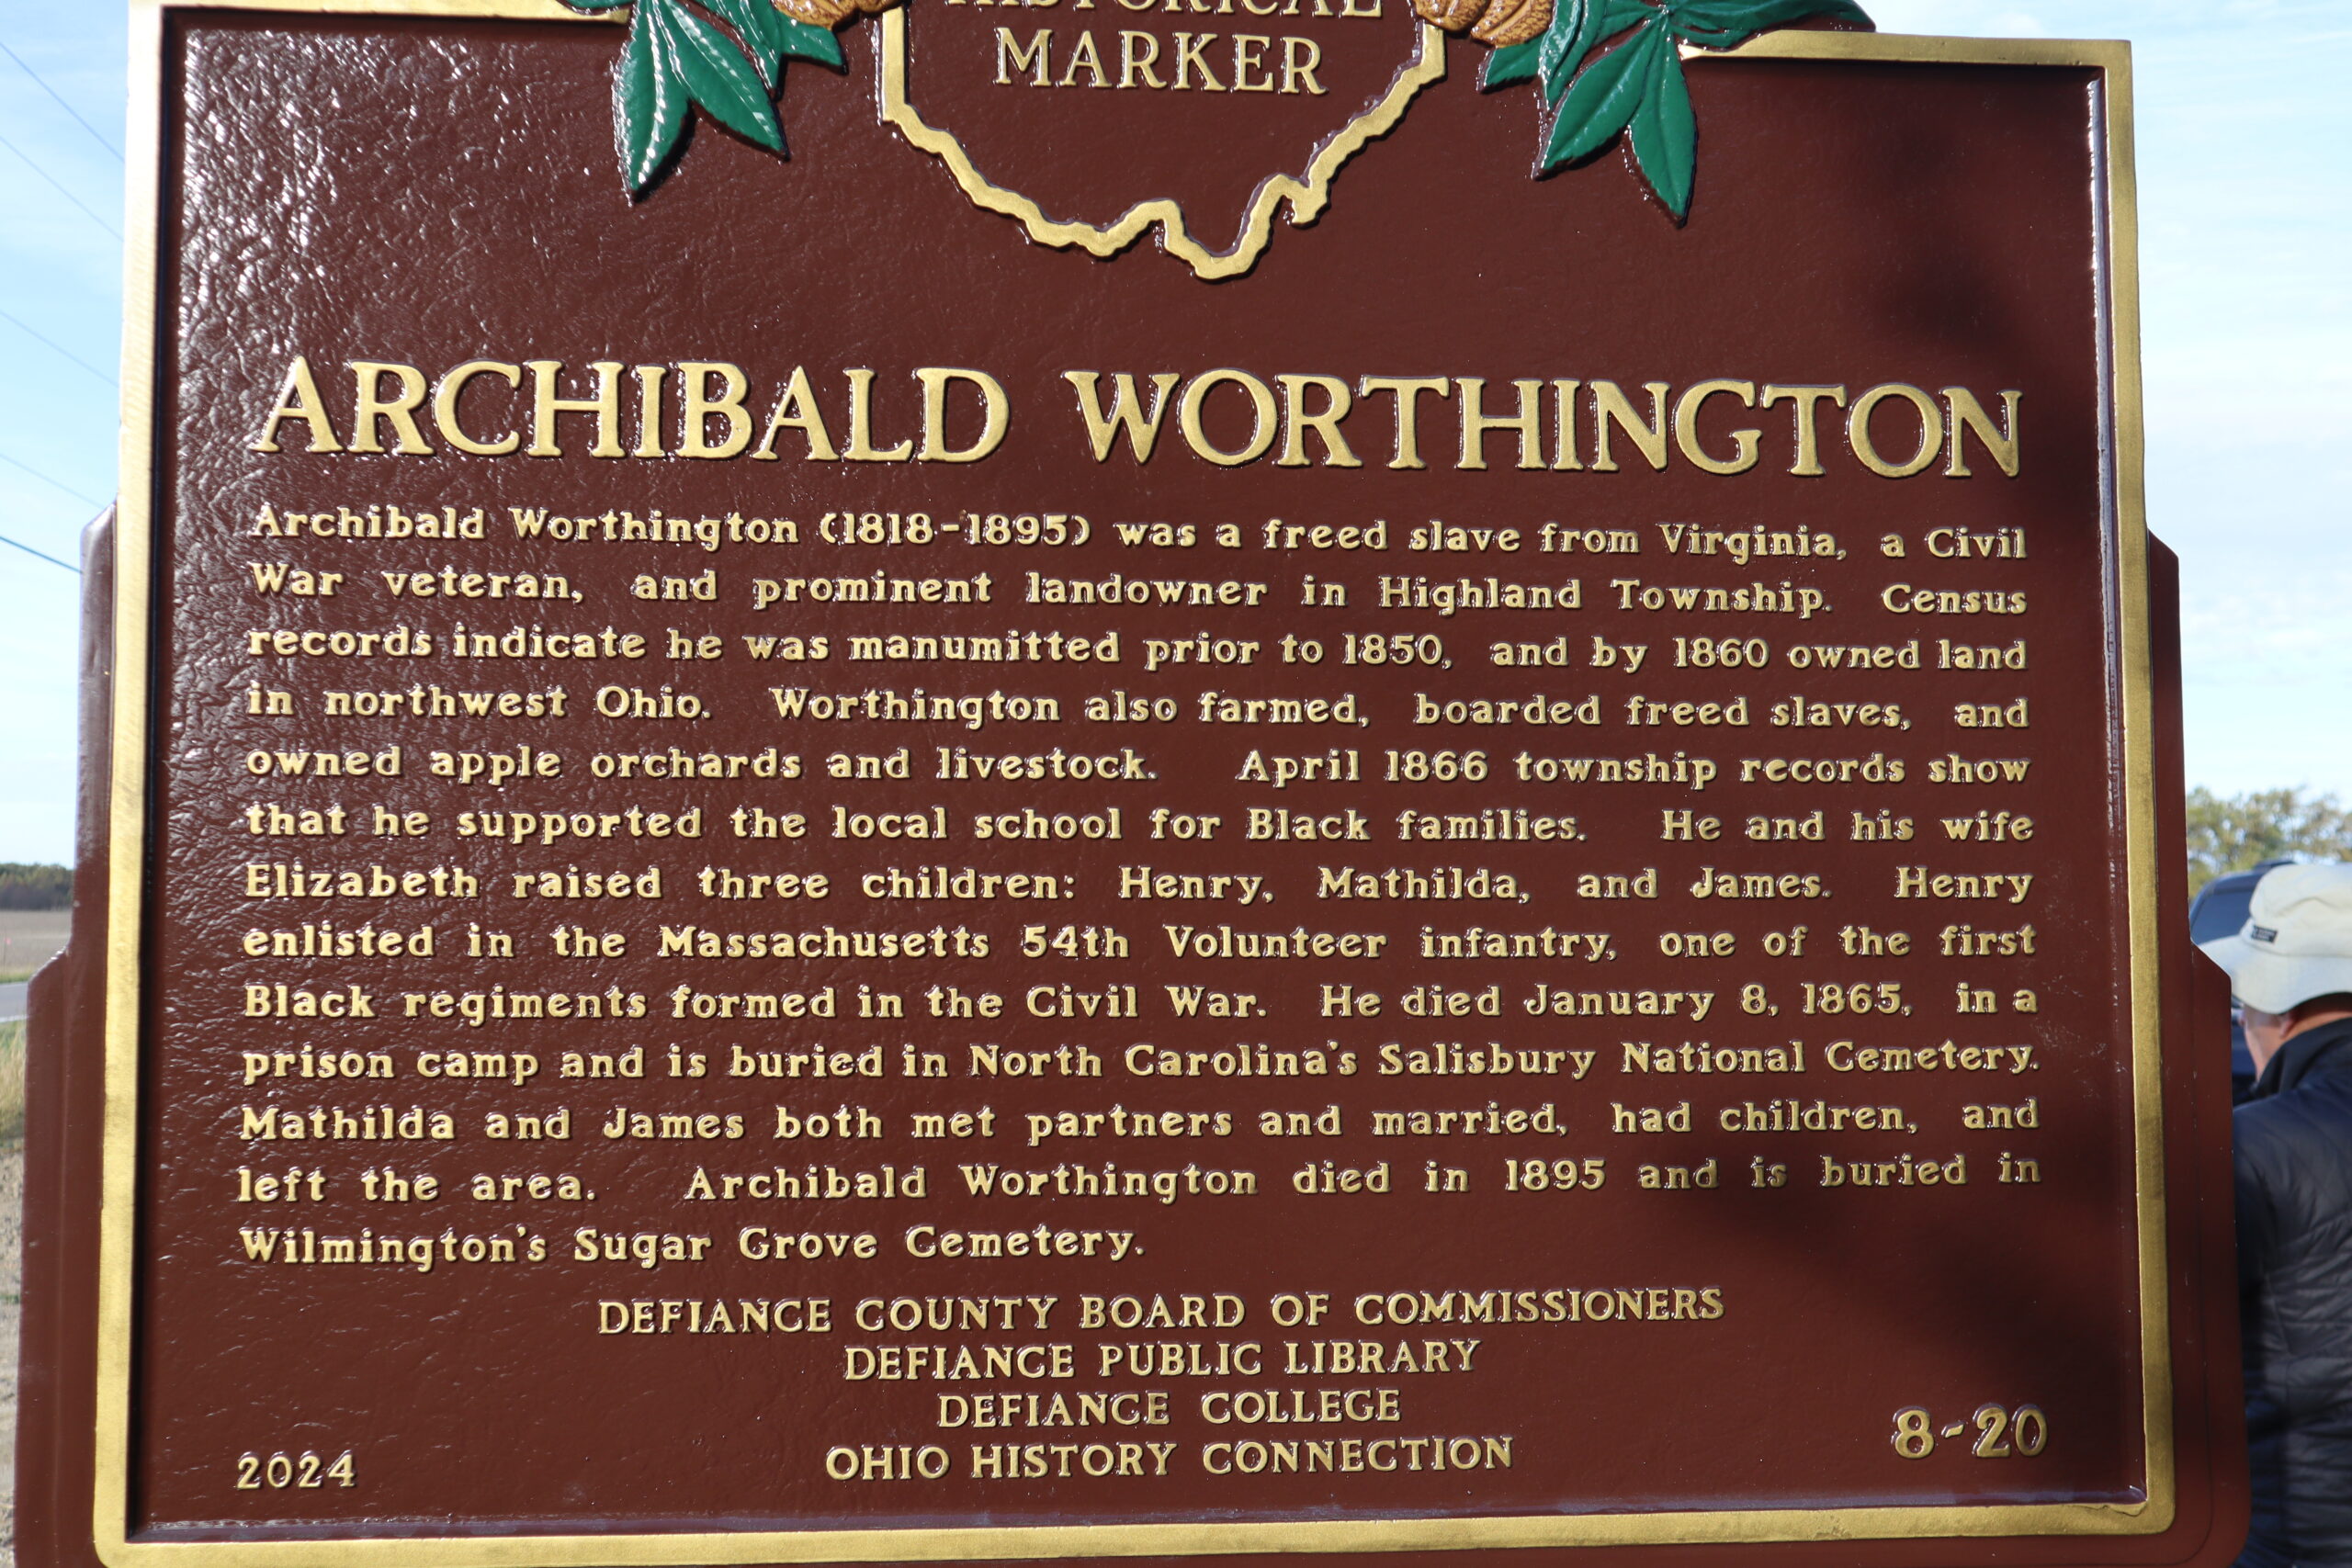 HISTORICAL
MARKER
ARCHIBALD WORTHINGTON
Archibald Worthington (1818-1895) was a freed slave from Virginia, a Civil
War veteran, and prominent landowner in Highland Township. Census
records indicate he was manumitted prior to 1850, and by 1860 owned land
in northwest Ohio. Worthington also farmed, boarded freed slaves, and
owned apple orchards and livestock. April 1866 township records show
that he supported the local school for Black families. He and his wife
Elizabeth raised three children: Henry, Mathilda, and James. Henry
enlisted in the Massachusetts 54th Volunteer infantry, one of the first
Black regiments formed in the Civil War. He died January 8, 1865, in a
prison camp and is buried in North Carolina's Salisbury National Cemetery.
Mathilda and James both met partners and married, had children, and
left the area. Archibald Worthington died in 1895 and is buried in
Wilmington's Sugar Grove Cemetery.
DEFIANCE COUNTY BOARD OF COMMISSIONERS
DEFIANCE PUBLIC LIBRARY
DEFIANCE COLLEGE
OHIO HISTORY CONNECTION
2024
8-20